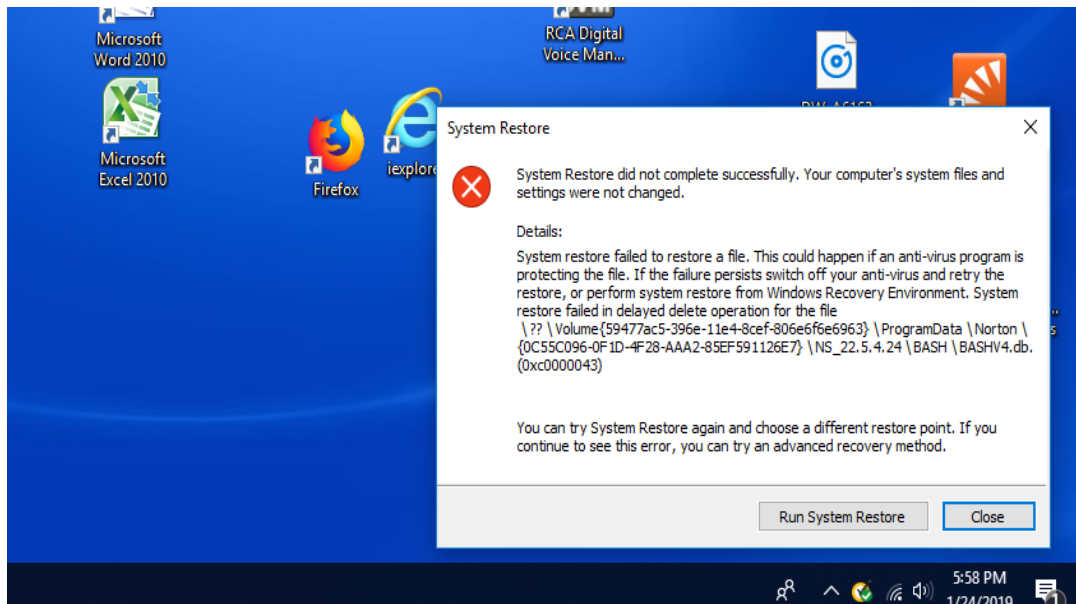 Microsoft
Word 2010
RCA Digital
Voice Man...
Microsoft
Excel 2010
Firefox
iexplore
System Restore
System Restore did not complete successfully. Your computer's system files and
settings were not changed.
Details:
System restore failed to restore a file. This could happen if an anti-virus program is
protecting the file. If the failure persists switch off your anti-virus and retry the
restore, or perform system restore from Windows Recovery Environment. System
restore failed in delayed delete operation for the file
\??\Volume{59477ac5-396e-11e4-8cef-806e6f6e6963}\ProgramData\Norton\
{0C55C096-0F1D-4F28-AAA2-85EF591126E7}\NS_22.5.4.24\BASH\BASHV4.db.
(0xc0000043)
You can try System Restore again and choose a different restore point. If you
continue to see this error, you can try an advanced recovery method.
Run System Restore
Close
5:58 PM
1/24/2019
1